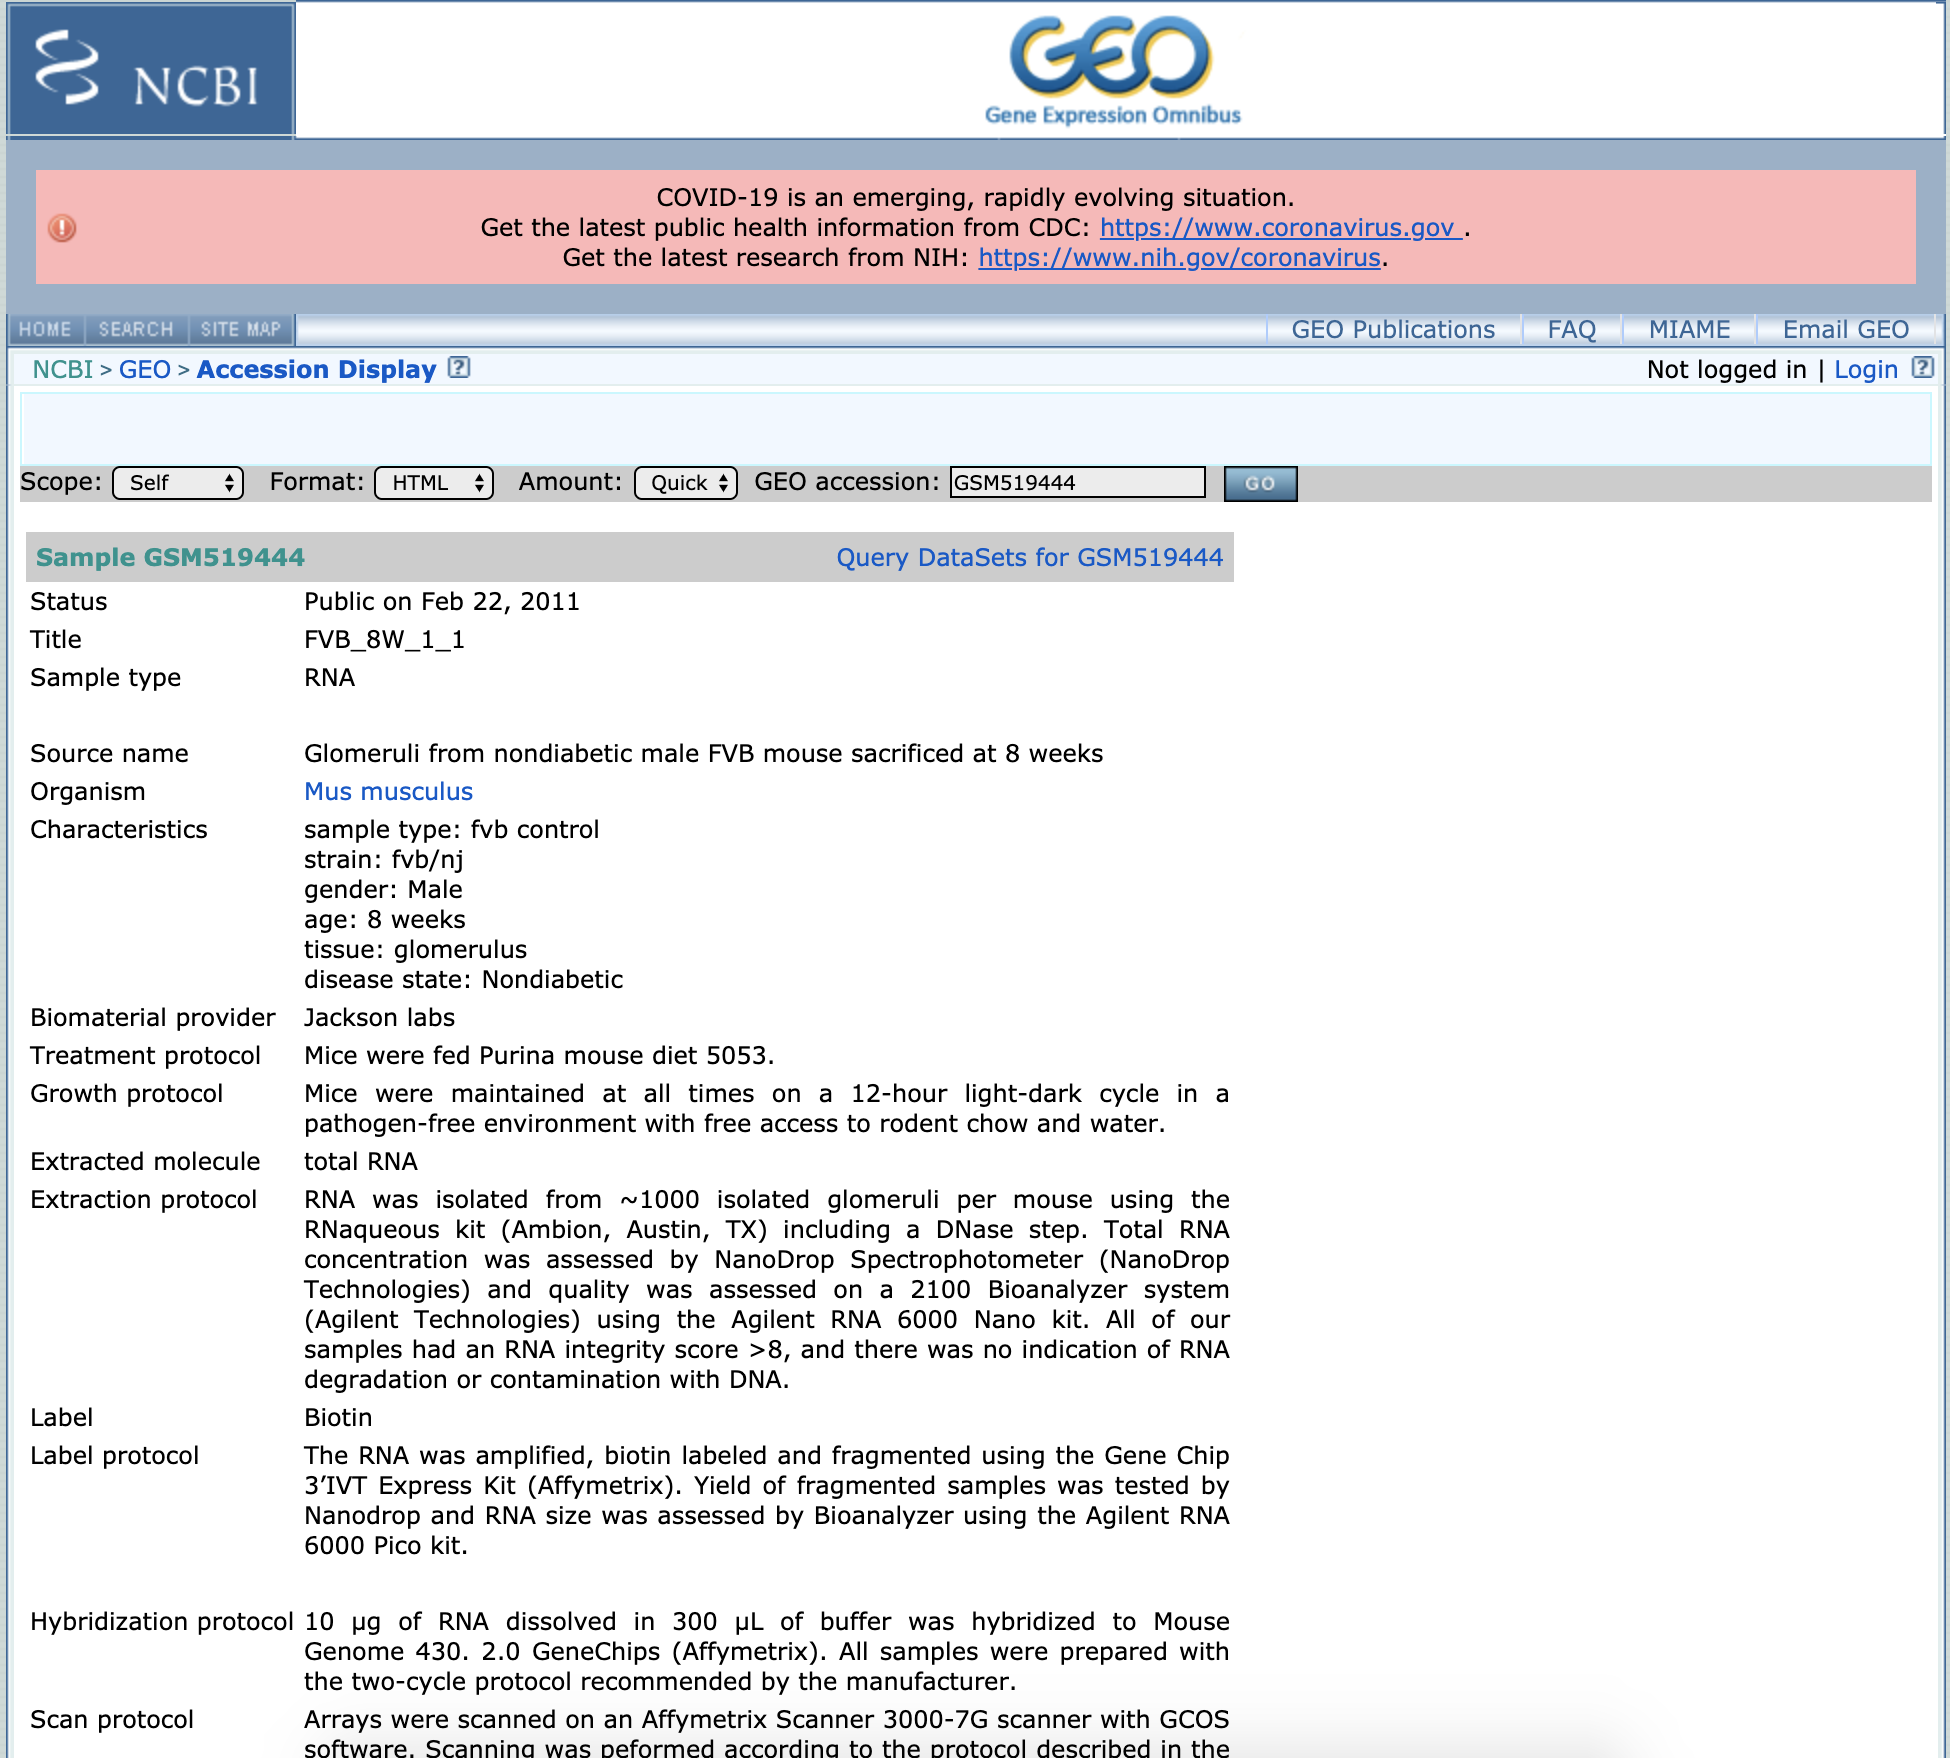 NCBI
GEO
Gene Expression Omnibus
COVID-19 is an emerging, rapidly evolving situation.
Get the latest public health information from CDC: https://www.coronavirus.gov .
Get the latest research from NIH: https://www.nih.gov/coronavirus.
HOME SEARCH SITE MAP GEO Publications FAQ MIAME Email GEO
NCBI > GEO > Accession Display ? Not logged in | Login ?
Scope: Self Format: HTML Amount: Quick GEO accession: GSM519444 GO
Sample GSM519444 Query DataSets for GSM519444
Status Public on Feb 22, 2011
Title FVB_8W_1_1
Sample type RNA
Source name Glomeruli from nondiabetic male FVB mouse sacrificed at 8 weeks
Organism Mus musculus
Characteristics sample type: fvb control
strain: fvb/nj
gender: Male
age: 8 weeks
tissue: glomerulus
disease state: Nondiabetic
Biomaterial provider Jackson labs
Treatment protocol Mice were fed Purina mouse diet 5053.
Growth protocol Mice were maintained at all times on a 12-hour light-dark cycle in a
pathogen-free environment with free access to rodent chow and water.
Extracted molecule total RNA
Extraction protocol RNA was isolated from ~1000 isolated glomeruli per mouse using the
RNaqueous kit (Ambion, Austin, TX) including a DNase step. Total RNA
concentration was assessed by NanoDrop Spectrophotometer (NanoDrop
Technologies) and quality was assessed on a 2100 Bioanalyzer system
(Agilent Technologies) using the Agilent RNA 6000 Nano kit. All of our
samples had an RNA integrity score >8, and there was no indication of RNA
degradation or contamination with DNA.
Label Biotin
Label protocol The RNA was amplified, biotin labeled and fragmented using the Gene Chip
3’IVT Express Kit (Affymetrix). Yield of fragmented samples was tested by
Nanodrop and RNA size was assessed by Bioanalyzer using the Agilent RNA
6000 Pico kit.
Hybridization protocol 10 µg of RNA dissolved in 300 µL of buffer was hybridized to Mouse
Genome 430. 2.0 GeneChips (Affymetrix). All samples were prepared with
the two-cycle protocol recommended by the manufacturer.
Scan protocol Arrays were scanned on an Affymetrix Scanner 3000-7G scanner with GCOS
software. Scanning was peformed according to the protocol described in the